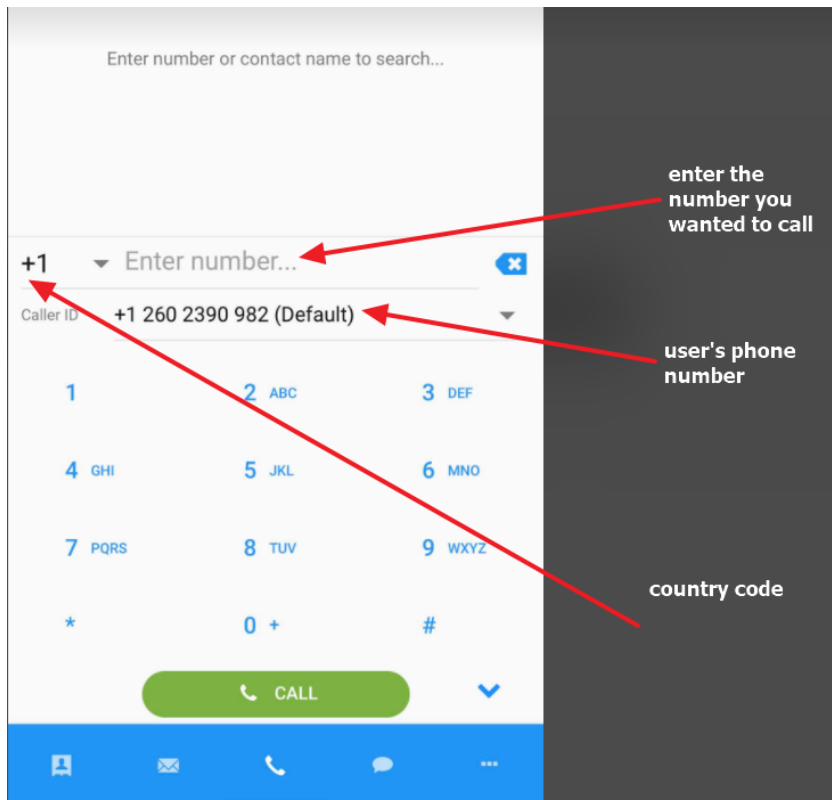 Enter number or contact name to search...
enter the
number you
wanted to call
+1 Enter number...
Caller ID +1 260 2390 982 (Default)
user's phone
number
1 2 ABC 3 DEF
4 GHI 5 JKL 6 MNO
7 PQRS 8 TUV 9 WXYZ
country code
* 0 + #
CALL